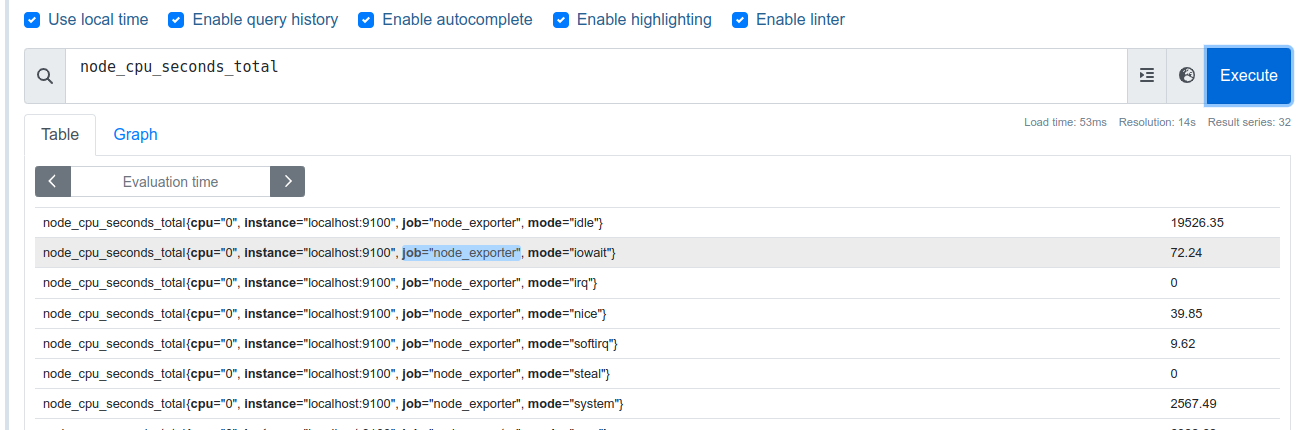 Use local time Enable query history Enable autocomplete Enable highlighting Enable linter
node_cpu_seconds_total Execute
Load time: 53ms Resolution: 14s Result series: 32
Table Graph
Evaluation time
node_cpu_seconds_total{cpu="0", instance="localhost:9100", job="node_exporter", mode="idle"} 19526.35
node_cpu_seconds_total{cpu="0", instance="localhost:9100", job="node_exporter", mode="iowait"} 72.24
node_cpu_seconds_total{cpu="0", instance="localhost:9100", job="node_exporter", mode="irq"} 0
node_cpu_seconds_total{cpu="0", instance="localhost:9100", job="node_exporter", mode="nice"} 39.85
node_cpu_seconds_total{cpu="0", instance="localhost:9100", job="node_exporter", mode="softirq"} 9.62
node_cpu_seconds_total{cpu="0", instance="localhost:9100", job="node_exporter", mode="steal"} 0
node_cpu_seconds_total{cpu="0", instance="localhost:9100", job="node_exporter", mode="system"} 2567.49